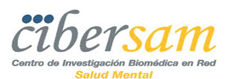 cibersam
Centro de Investigación Biomédica en Red
Salud Mental